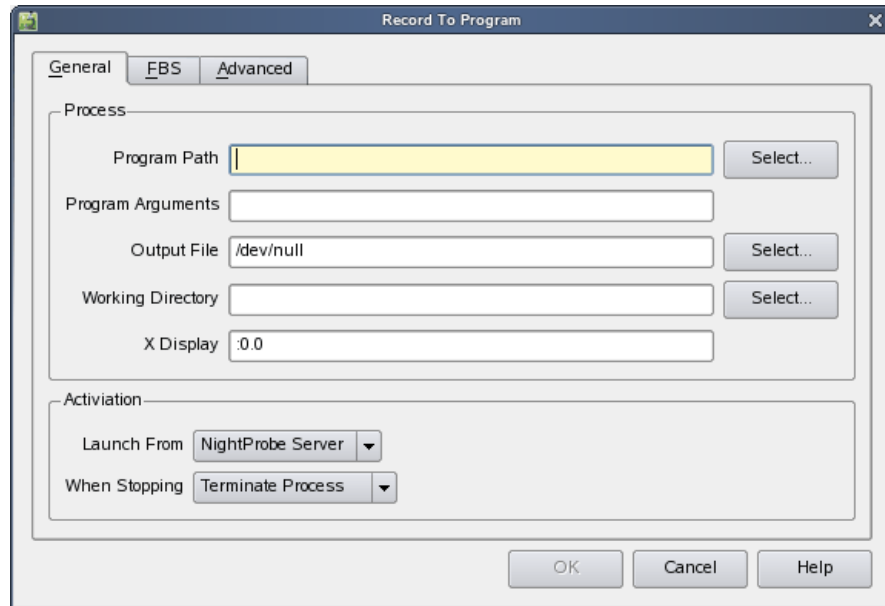 Record To Program
General FBS Advanced
Process
Program Path Select...
Program Arguments
Output File /dev/null Select...
Working Directory Select...
X Display :0.0
Activiation
Launch From NightProbe Server
When Stopping Terminate Process
OK Cancel Help